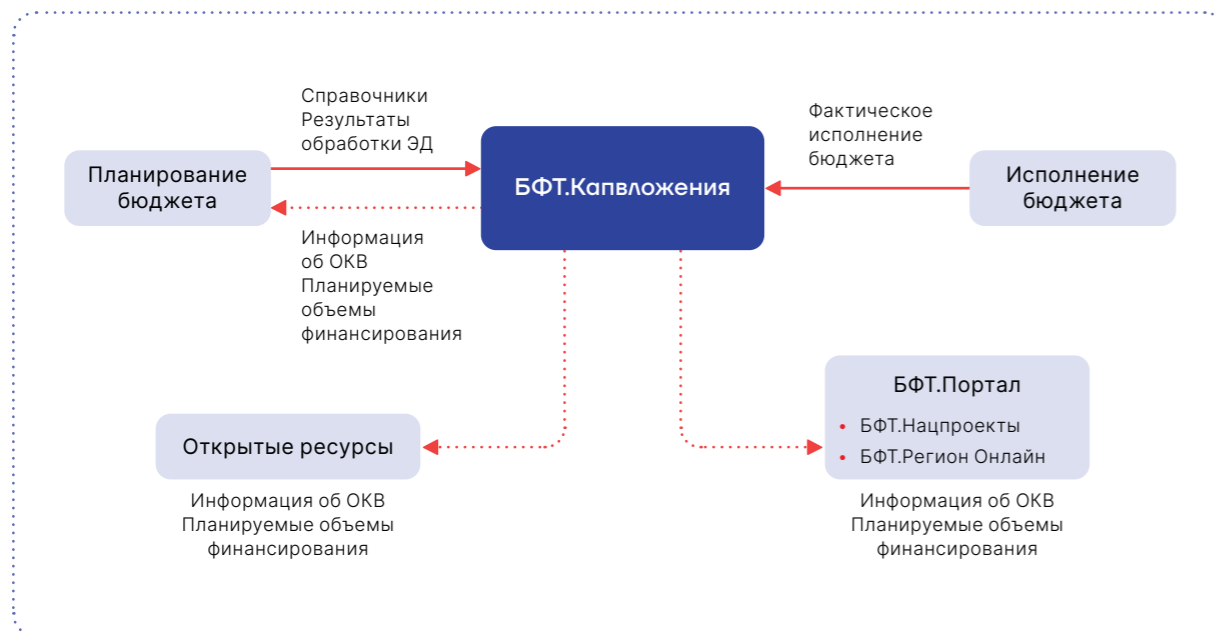 Справочники
Результаты
обработки ЭД
Фактическое
исполнение
бюджета
Планирование
бюджета
БФТ.Капвложения
Исполнение
бюджета
Информация
об ОКВ
Планируемые
объемы
финансирования
БФТ.Портал
• БФТ.Нацпроекты
• БФТ.Регион Онлайн
Открытые ресурсы
Информация об ОКВ
Планируемые объемы
финансирования
Информация об ОКВ
Планируемые объемы
финансирования